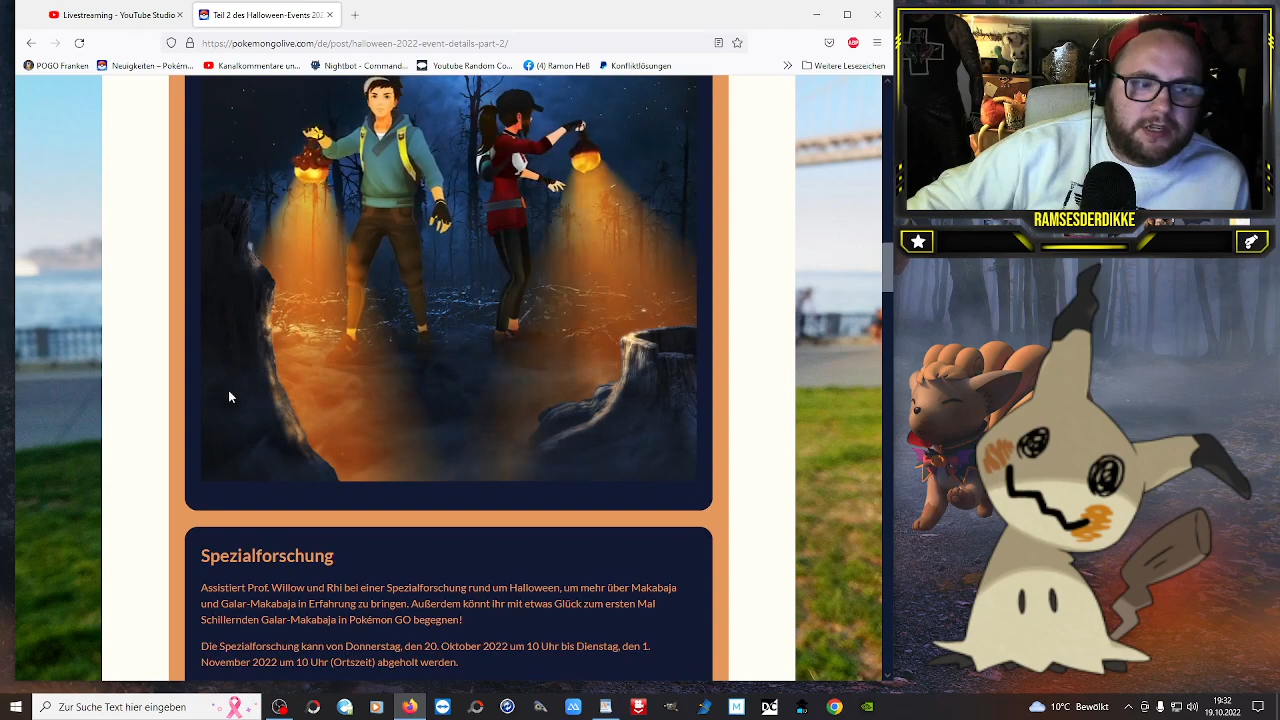 Livestreaming - YouTube Studio
Teil 2 des Halloween-Events 202
https://pokemongolive.com/de/post/halloween-2022-event-details-part-2/
POGO Franken
Neuigkeiten – Pokém...
Kanalkommentare un...
Nightbot - Command...
Youtube Random Co...
(4) Simon Heß
Konfliktlösungen
Weitere Lesezeichen
RAMSESDERDIKKE
Spezialforschung
Assistiert Prof. Willow und Rhi bei einer Spezialforschung rund um Halloween, um mehr über Makabaja
und Galar-Makabaja in Erfahrung zu bringen. Außerdem könnt ihr mit etwas Glück zum ersten Mal
Schillernden Galar-Makabaja in Pokémon GO begegnen!
Die Spezialforschung kann von Donnerstag, den 20. Oktober 2022 um 10 Uhr bis Dienstag, den 1.
November 2022 um 10 Uhr (Ortszeit) abgeholt werden.
Zur Suche Text hier eingeben
10°C Bewölkt
19:32
19.10.2022